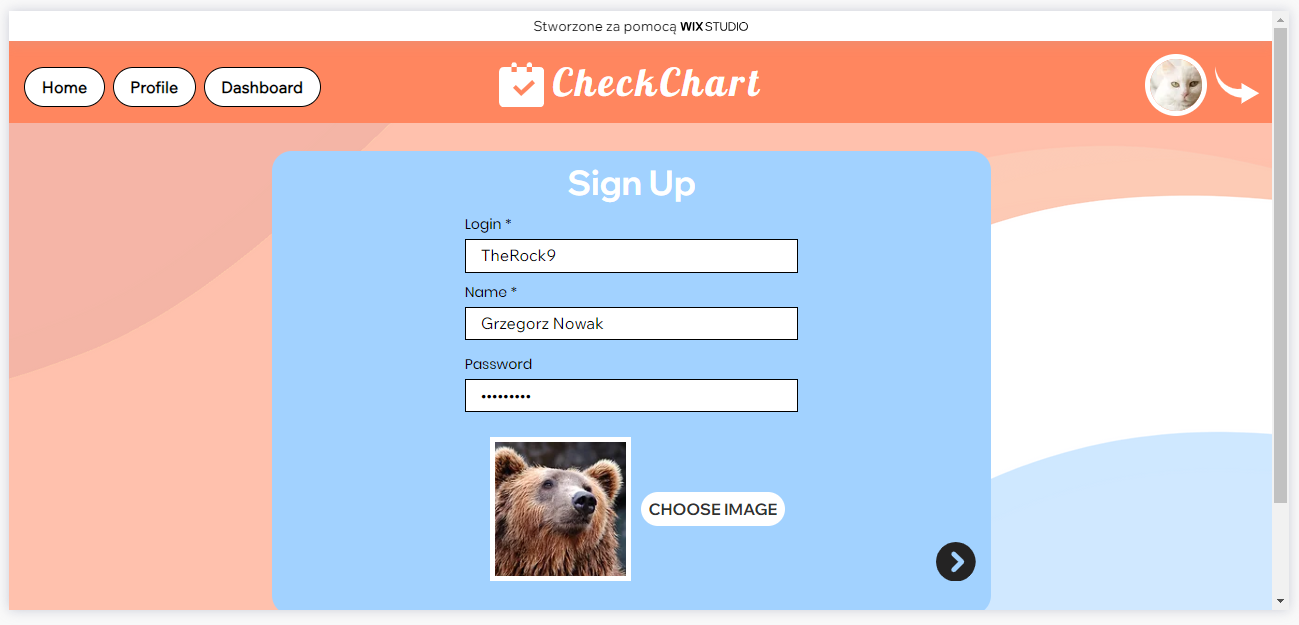 Stworzone za pomocą WIX STUDIO
Home Profile Dashboard CheckChart
Sign Up
Login *
TheRock9
Name *
Grzegorz Nowak
Password
•••••••••
CHOOSE IMAGE